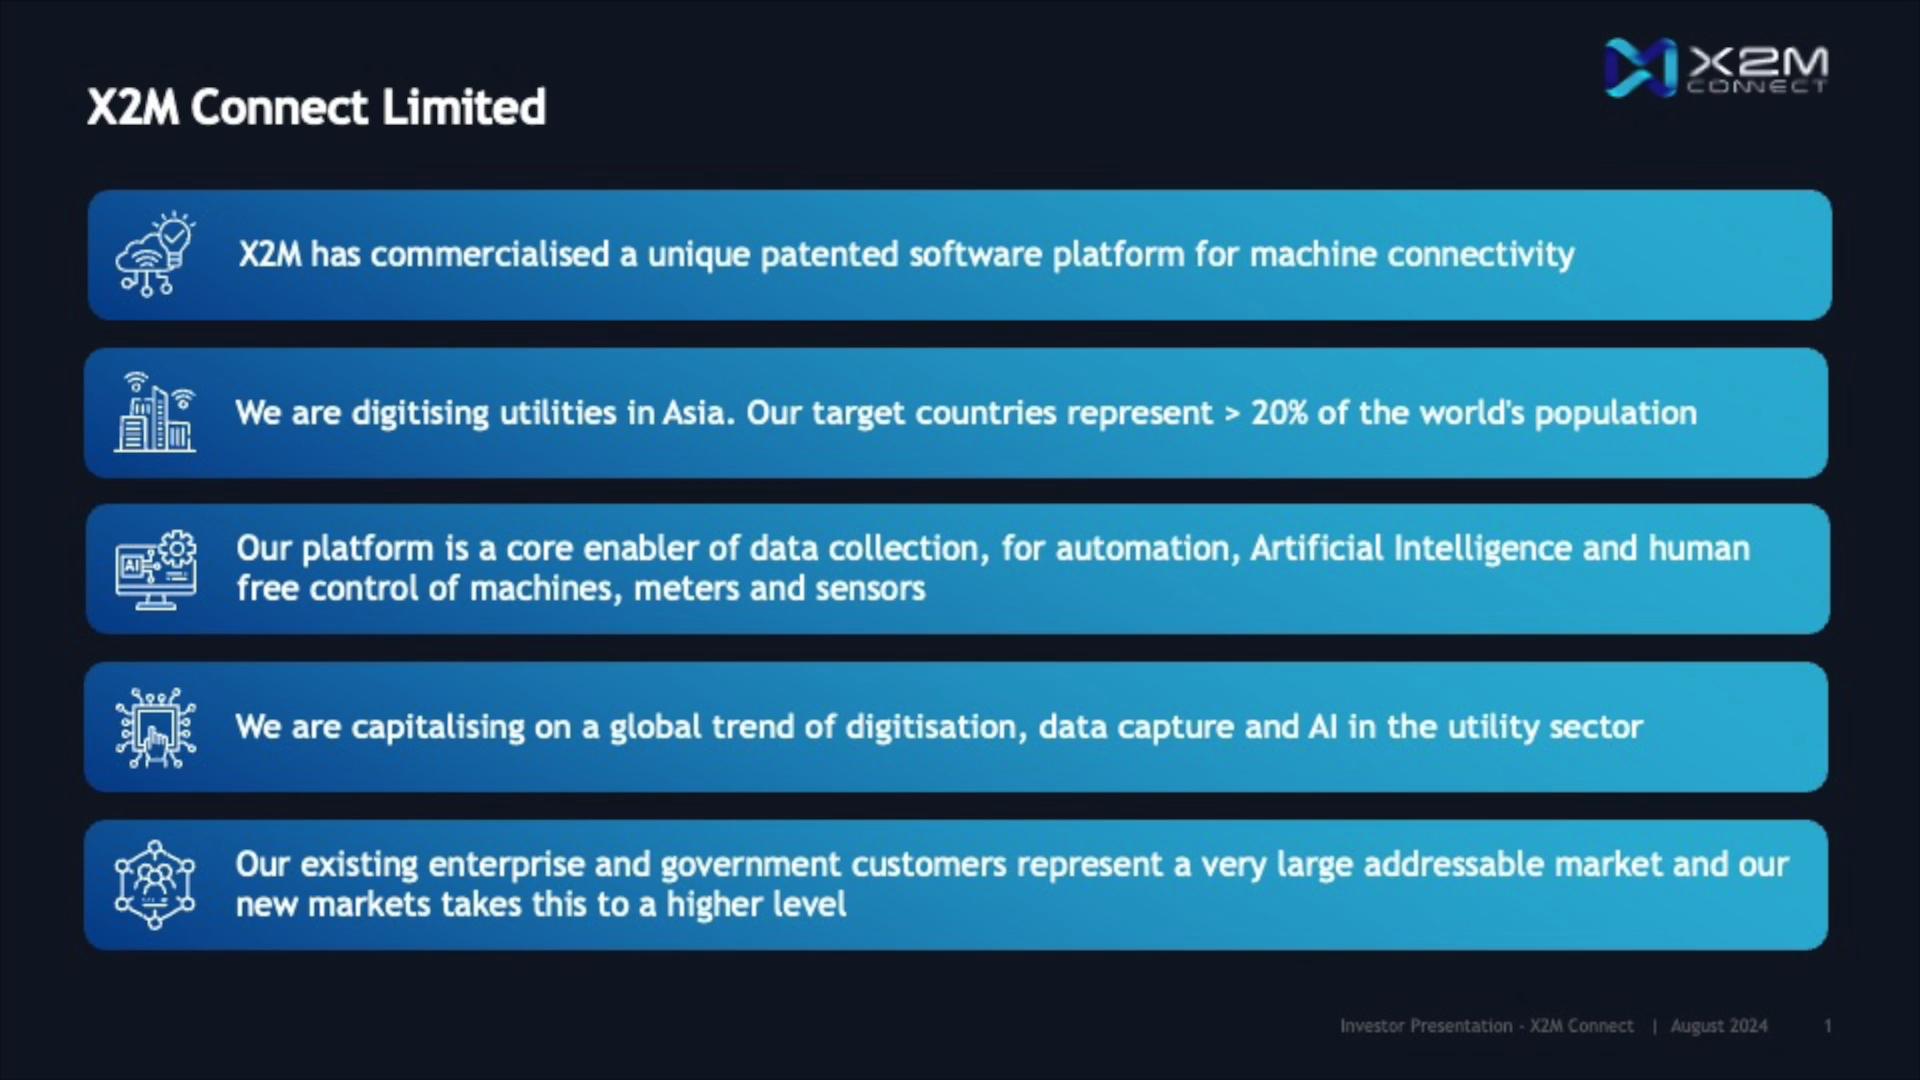 X2M
CONNECT
X2M Connect Limited
X2M has commercialised a unique patented software platform for machine connectivity
We are digitising utilities in Asia. Our target countries represent > 20% of the world's population
AI
Our platform is a core enabler of data collection, for automation, Artificial Intelligence and human
free control of machines, meters and sensors
We are capitalising on a global trend of digitisation, data capture and AI in the utility sector
Our existing enterprise and government customers represent a very large addressable market and our
new markets takes this to a higher level
Investor Presentation - X2M Connect | August 2024 1